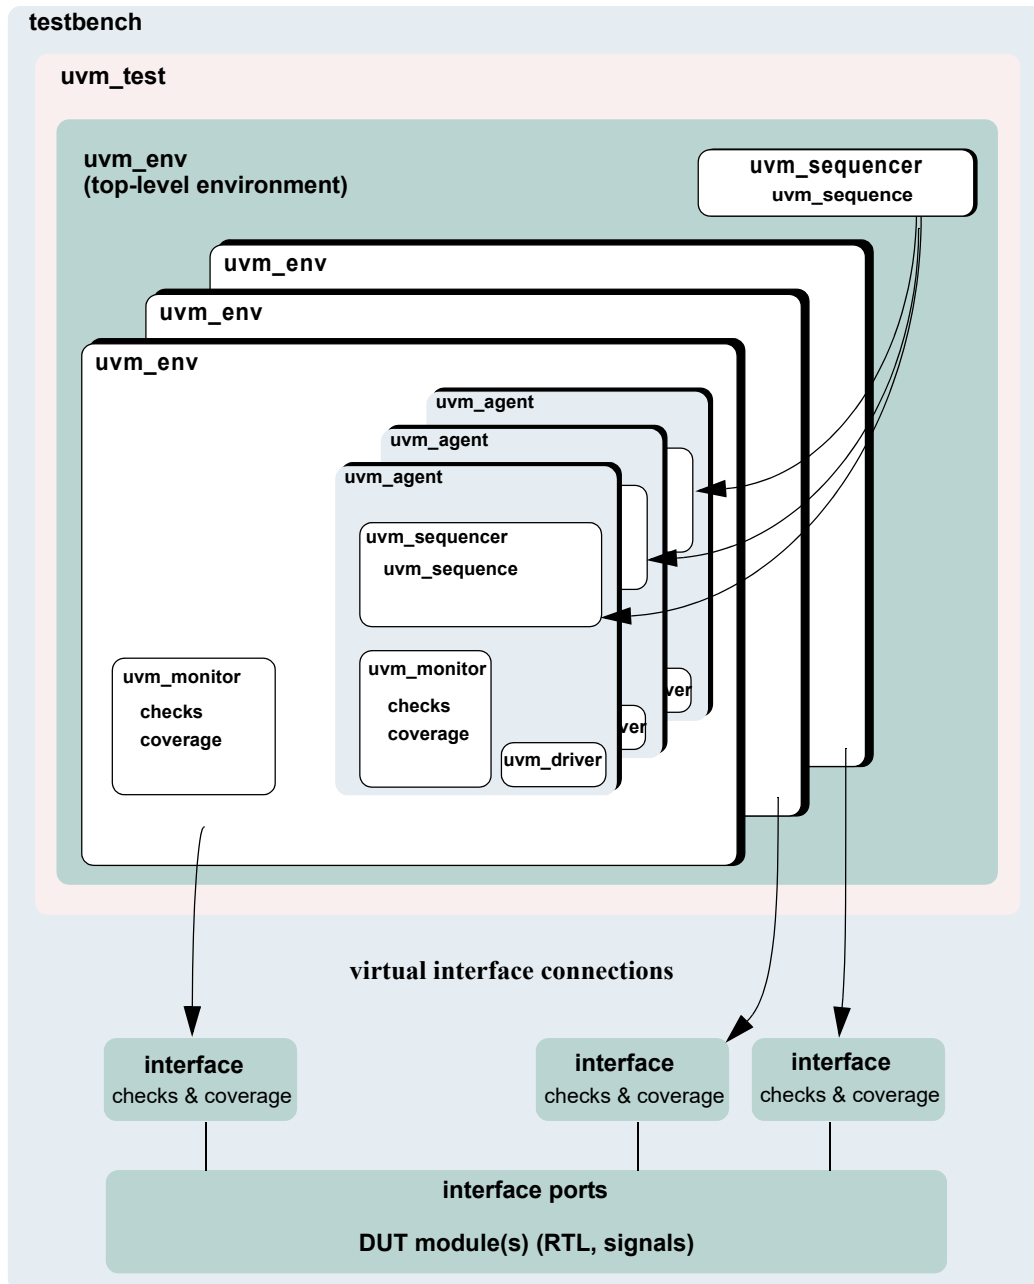 testbench
uvm_test
uvm_env
(top-level environment)
uvm_sequencer
uvm_sequence
uvm_env
uvm_env
uvm_env
uvm_agent
uvm_agent
uvm_agent
uvm_sequencer
uvm_sequence
uvm_monitor
checks
coverage
uvm_monitor
checks
coverage
uvm_driver
ver
ver
virtual interface connections
interface
checks & coverage
interface
checks & coverage
interface
checks & coverage
interface ports
DUT module(s) (RTL, signals)